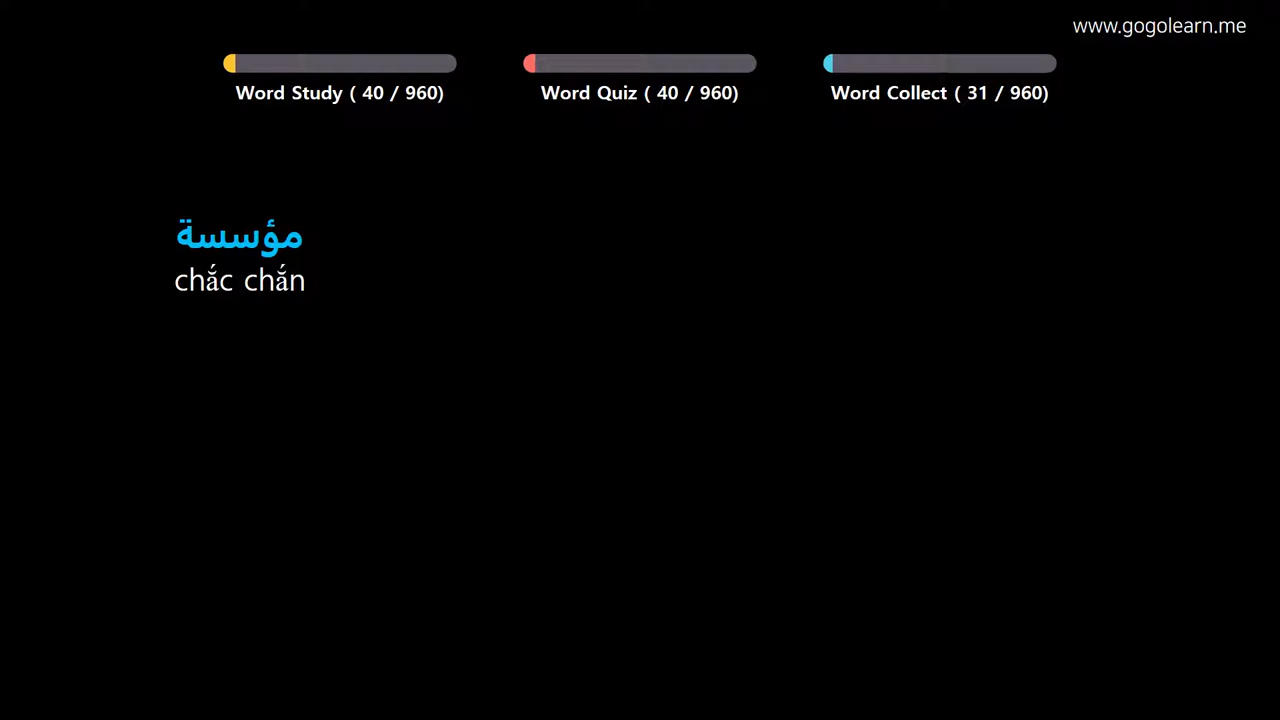 www.gogolearn.me
Word Study ( 40 / 960)
Word Quiz ( 40 / 960)
Word Collect ( 31 / 960)
مؤسسة
chắc chắn